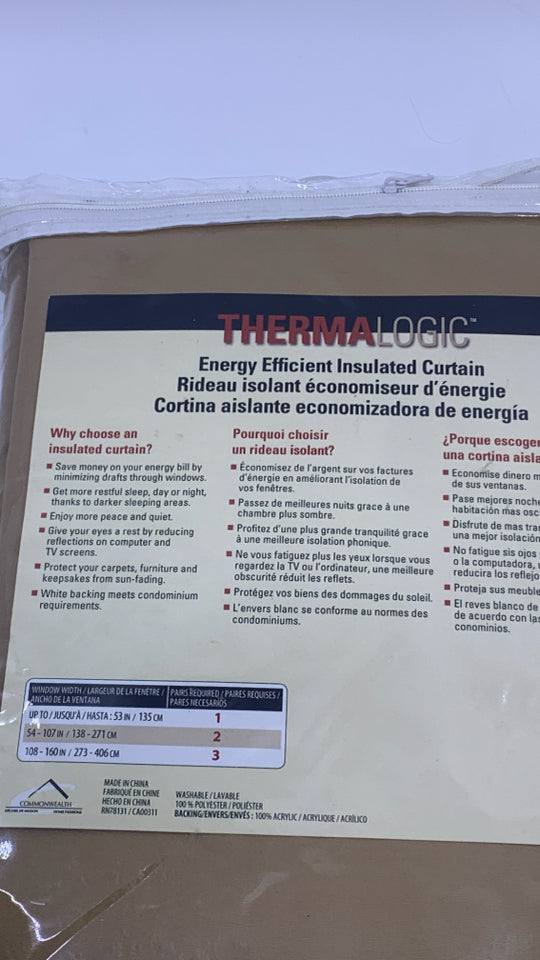 THERMALOGIC™
Energy Efficient Insulated Curtain
Rideau isolant économiseur d'énergie
Cortina aislante economizadora de energía
Why choose an
insulated curtain?
■ Save money on your energy bill by
minimizing drafts through windows.
■ Get more restful sleep, day or night,
thanks to darker sleeping areas.
■ Enjoy more peace and quiet.
■ Give your eyes a rest by reducing
reflections on computer and
TV screens.
■ Protect your carpets, furniture and
keepsakes from sun-fading.
■ White backing meets condominium
requirements.
Pourquoi choisir
un rideau isolant?
■ Économisez de l'argent sur vos factures
d'énergie en améliorant l'isolation de
vos fenêtres.
■ Passez de meilleures nuits grace à une
chambre plus sombre.
■ Profitez d'une plus grande tranquilité grace
à une meilleure isolation phonique.
■ Ne vous fatiguez plus les yeux lorsque vous
regardez la TV ou l'ordinateur, une meilleure
obscurité réduit les reflets.
■ Protégez vos biens des dommages du soleil.
■ L'envers blanc se conforme au normes des
condominiums.
¿Porque escoger
una cortina aisla
■ Economise dinero m
de sus ventanas.
■ Pase mejores noche
habitación mas osc
■ Disfrute de mas tra
una mejor isolación
■ No fatigue sis ojos
o la computadora,
reducira los reflejo
■ Proteja sus meuble
■ El reves blanco de
de acuerdo con las
conominios.
WINDOW WIDTH / LARGEUR DE LA FENÊTRE / PAIRS REQUIRED / PAIRES REQUISES /
ANCHO DE LA VENTANA PARES NECESARIOS
UP TO / JUSQU'À / HASTA : 53 IN / 135 CM 1
54 - 107 IN / 138 - 271 CM 2
108 - 160 IN / 273 - 406 CM 3
COMMONWEALTH
HOME FASHIONS
MADE IN CHINA
FABRIQUÉ EN CHINE
HECHO EN CHINA
RN78131 / CA00311
WASHABLE / LAVABLE
100 % POLYESTER / POLIÉSTER
BACKING/ENVERS/ENVÉS : 100% ACRYLIC / ACRYLIQUE / ACRÍLICO